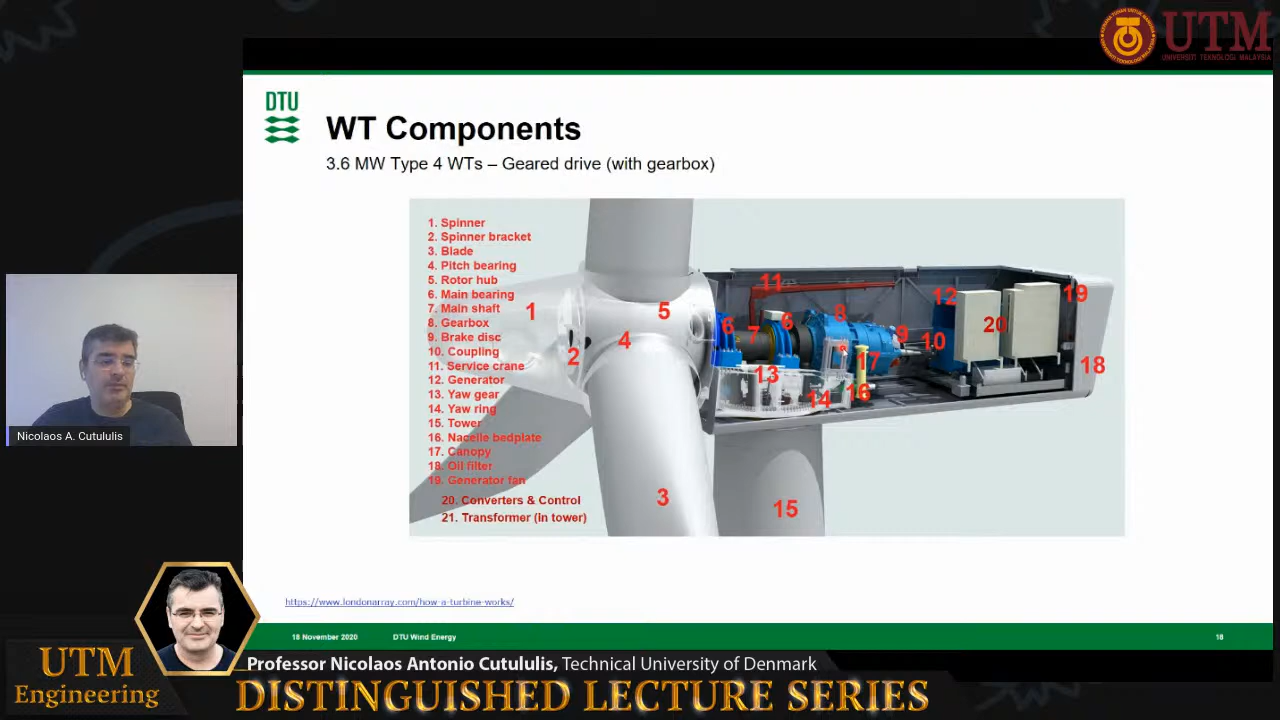 UTM
UNIVERSITI TEKNOLOGI MALAYSIA
DTU
WT Components
3.6 MW Type 4 WTs – Geared drive (with gearbox)
1. Spinner
2. Spinner bracket
3. Blade
4. Pitch bearing
5. Rotor hub
6. Main bearing
7. Main shaft
8. Gearbox
9. Brake disc
10. Coupling
11. Service crane
12. Generator
13. Yaw gear
14. Yaw ring
15. Tower
16. Nacelle bedplate
17. Canopy
18. Oil filter
19. Generator fan
20. Converters & Control
21. Transformer (in tower)
1
2
3
4
5
6
7
6
8
9
10
11
12
13
14
15
16
17
18
19
20
Nicolaos A. Cutululis
https://www.londonarray.com/how-a-turbine-works/
18 November 2020 DTU Wind Energy 18
Professor Nicolaos Antonio Cutululis, Technical University of Denmark
UTM
Engineering
DISTINGUISHED LECTURE SERIES